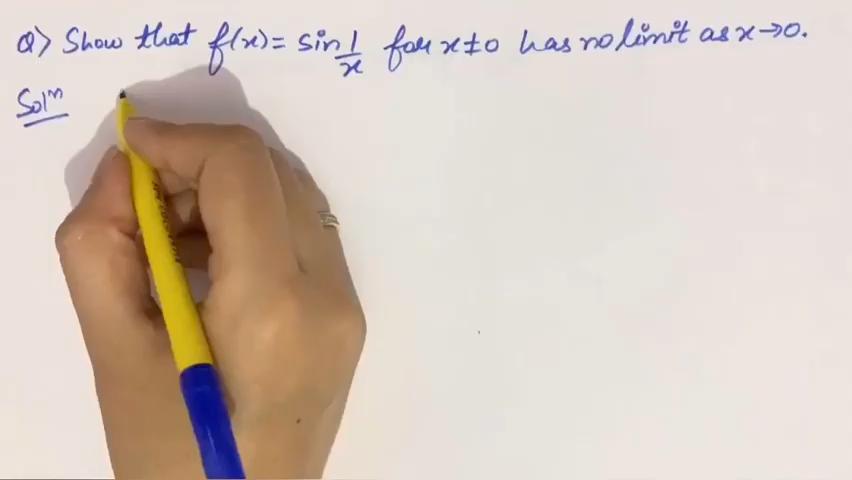 Q> Show that f(x) = sin 1/x for x≠0 has no limit as x→0.
Solⁿ